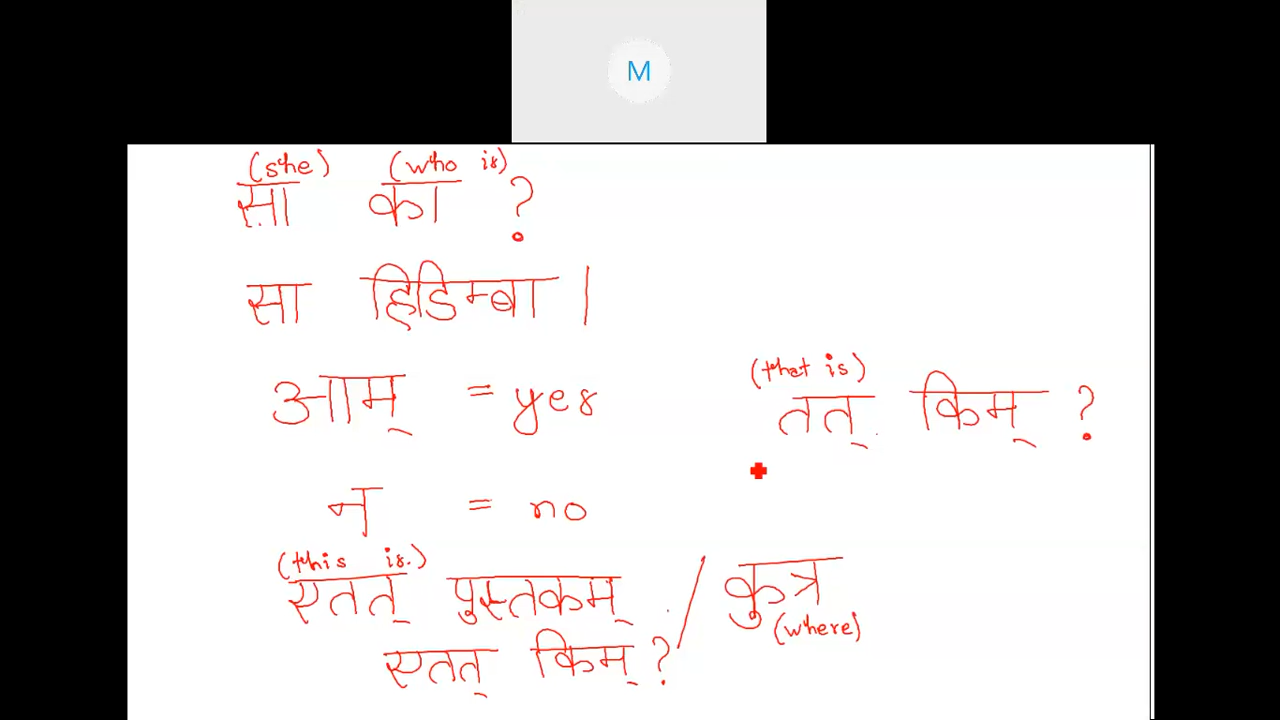 M
(she) (who is)
सा का ?
सा हिडिम्बा ।
आम् = yes
(that is)
तत् किम् ?
न = no
(this is.)
एतत् पुस्तकम् / कुत्र
(where)
एतत् किम् ?